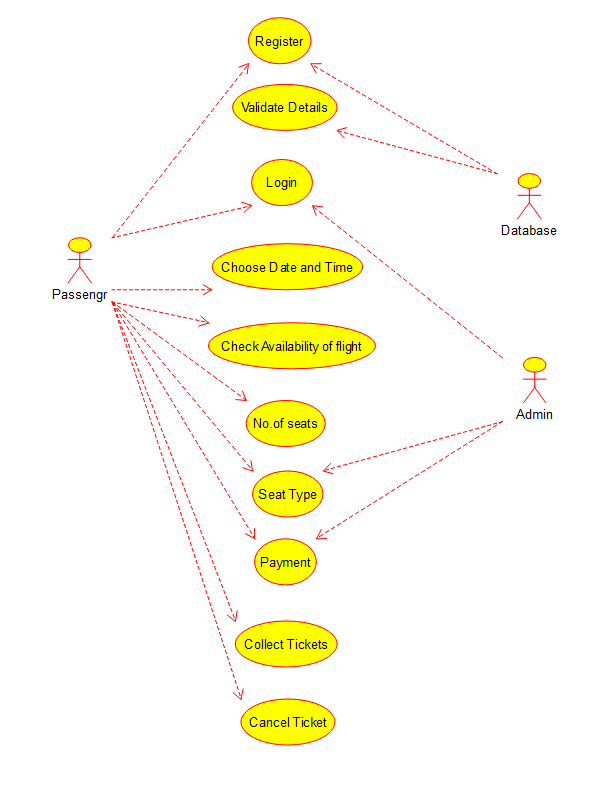 Register
Validate Details
Login
Database
Passengr
Choose Date and Time
Check Availability of flight
Admin
No.of seats
Seat Type
Payment
Collect Tickets
Cancel Ticket